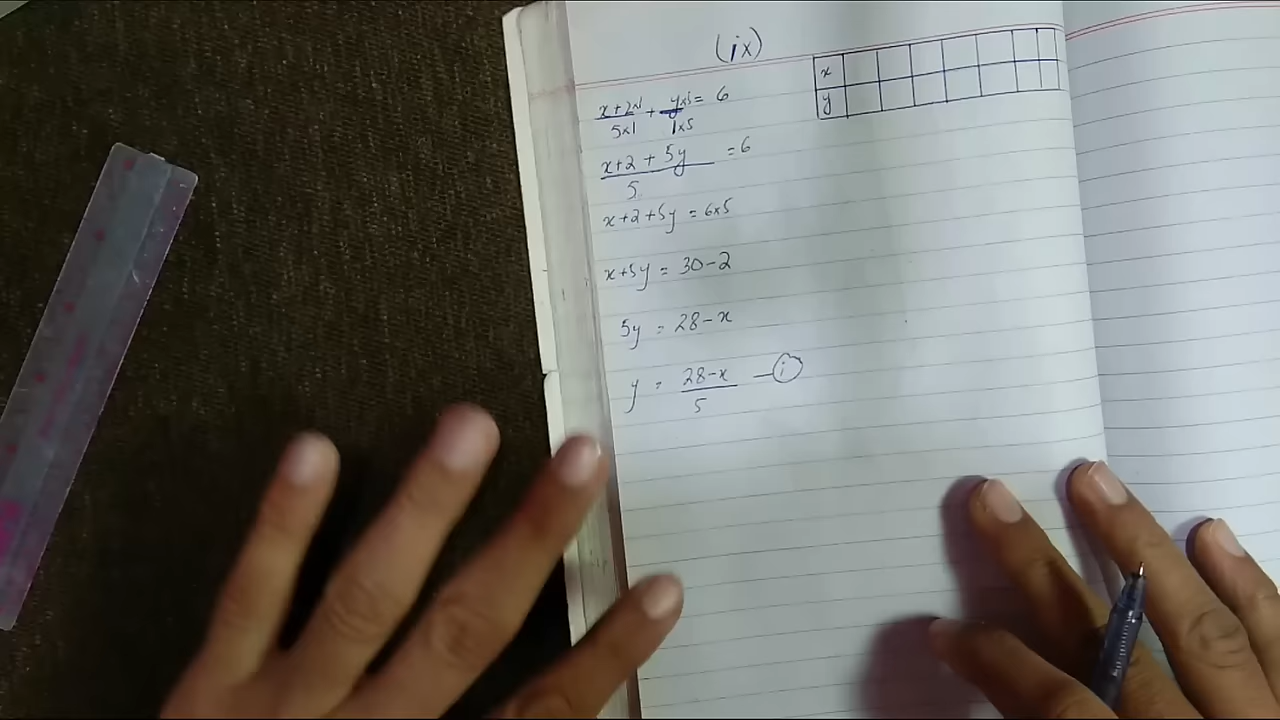 (ix)
x+2×1/5×1 + y×5/1×5 = 6
x+2+5y/5 = 6
x+2+5y = 6×5
x+5y = 30-2
5y = 28-x
y = 28-x/5 —(i)
x
y